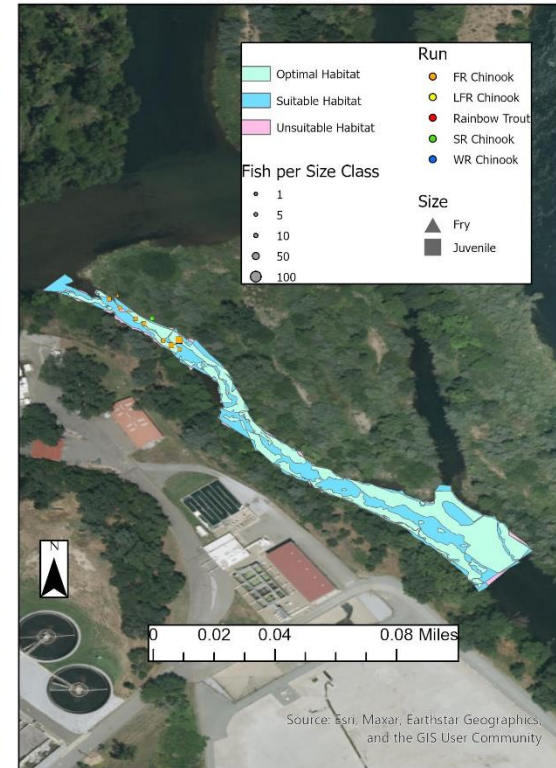 Optimal Habitat
Suitable Habitat
Unsuitable Habitat
Fish per Size Class
1
5
10
50
100
Run
FR Chinook
LFR Chinook
Rainbow Trout
SR Chinook
WR Chinook
Size
Fry
Juvenile
N
0 0.02 0.04 0.08 Miles
Source: Esri, Maxar, Earthstar Geographics,
and the GIS User Community